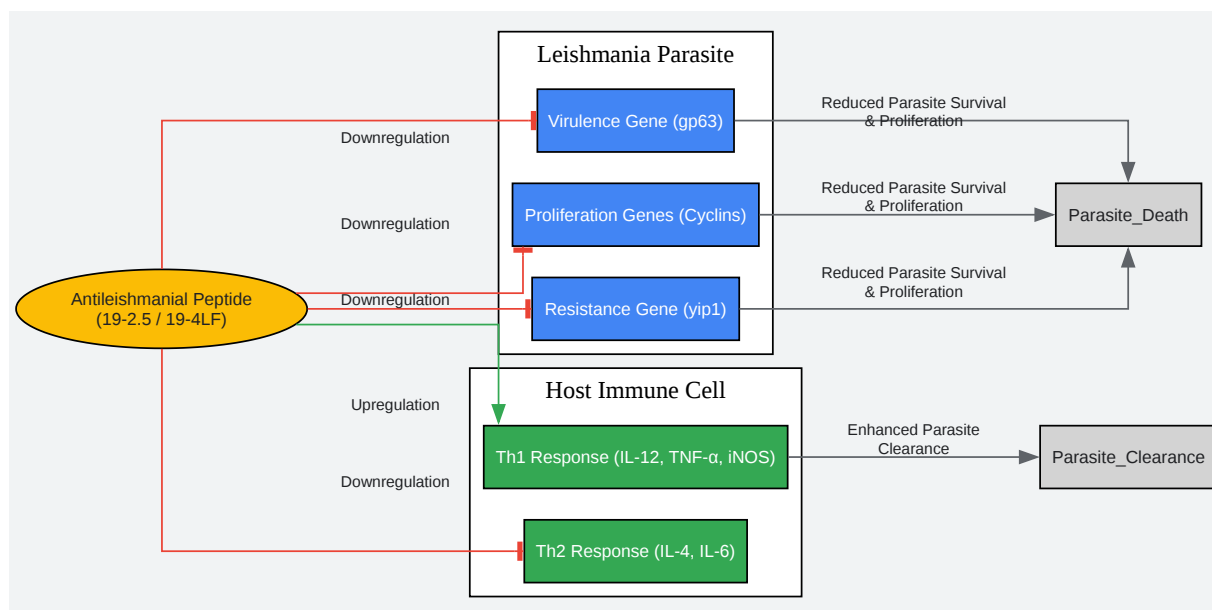 Leishmania Parasite
Virulence Gene (gp63)
Reduced Parasite Survival
& Proliferation
Downregulation
Proliferation Genes (Cyclins)
Reduced Parasite Survival
& Proliferation
Parasite_Death
Downregulation
Antileishmanial Peptide
(19-2.5 / 19-4LF)
Downregulation
Resistance Gene (yip1)
Reduced Parasite Survival
& Proliferation
Host Immune Cell
Upregulation
Th1 Response (IL-12, TNF-α, iNOS)
Enhanced Parasite
Clearance
Parasite_Clearance
Downregulation
Th2 Response (IL-4, IL-6)